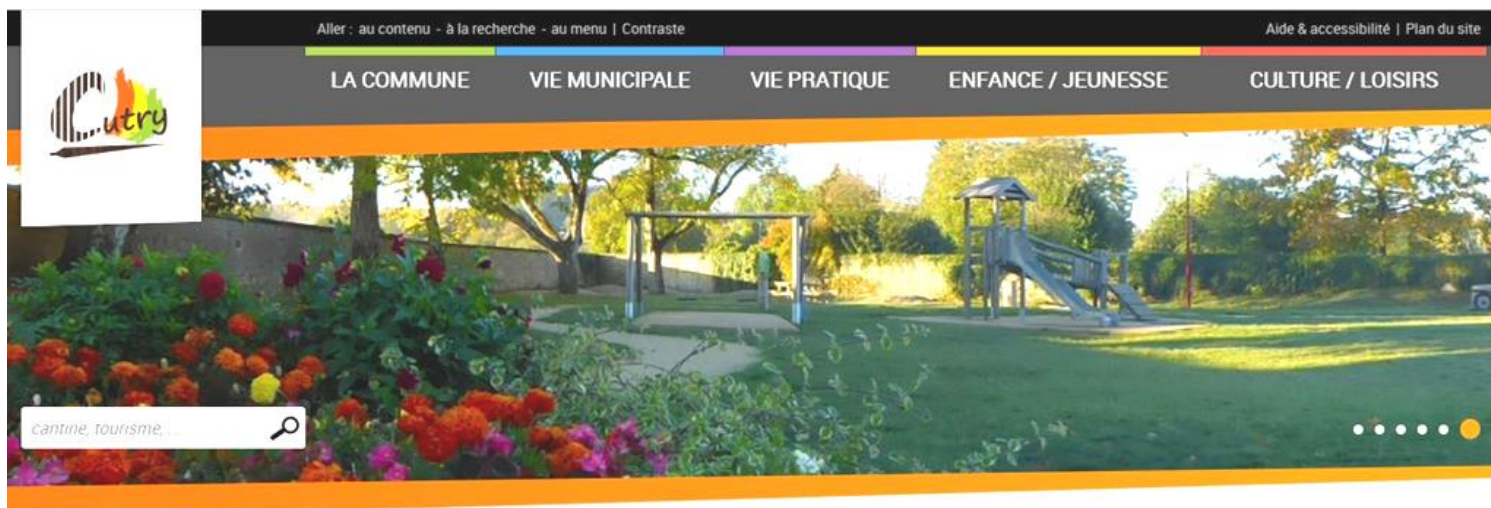 Aller : au contenu - à la recherche - au menu | Contraste
Aide & accessibilité | Plan du site
LA COMMUNE
VIE MUNICIPALE
VIE PRATIQUE
ENFANCE / JEUNESSE
CULTURE / LOISIRS
Cutry
cantine, tourisme, ...